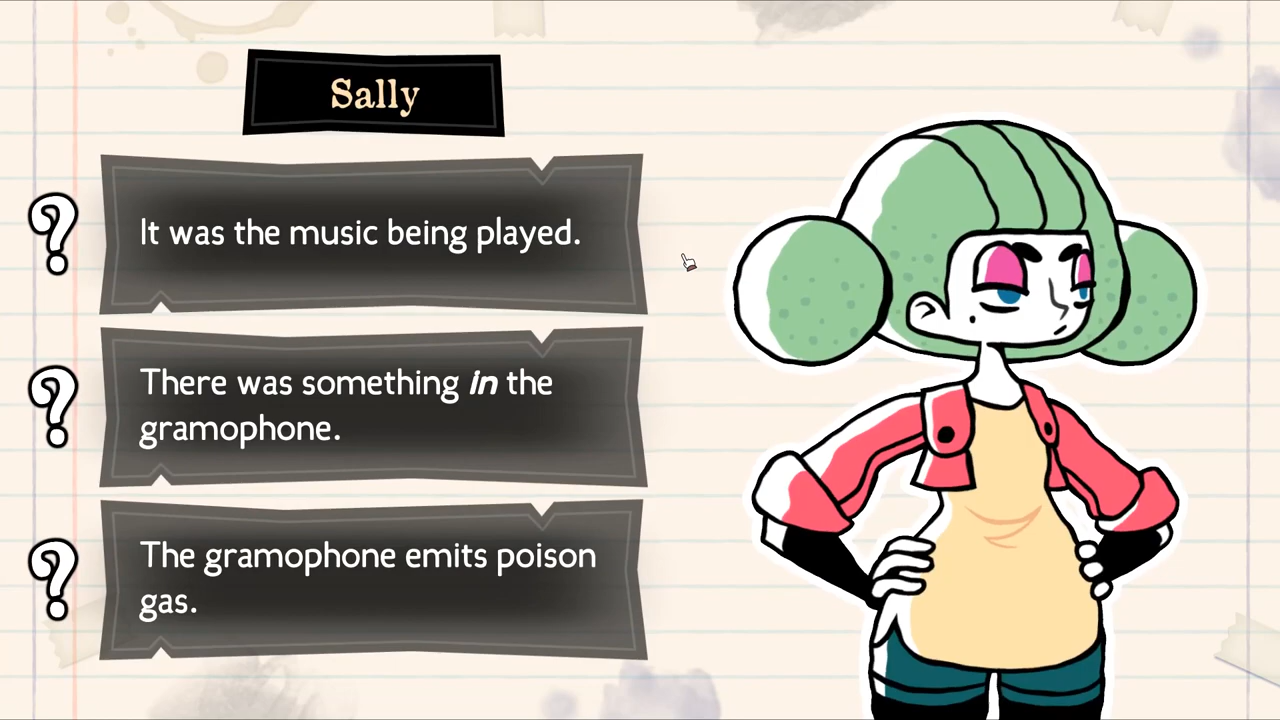 Sally
It was the music being played.
There was something in the
gramophone.
The gramophone emits poison
gas.